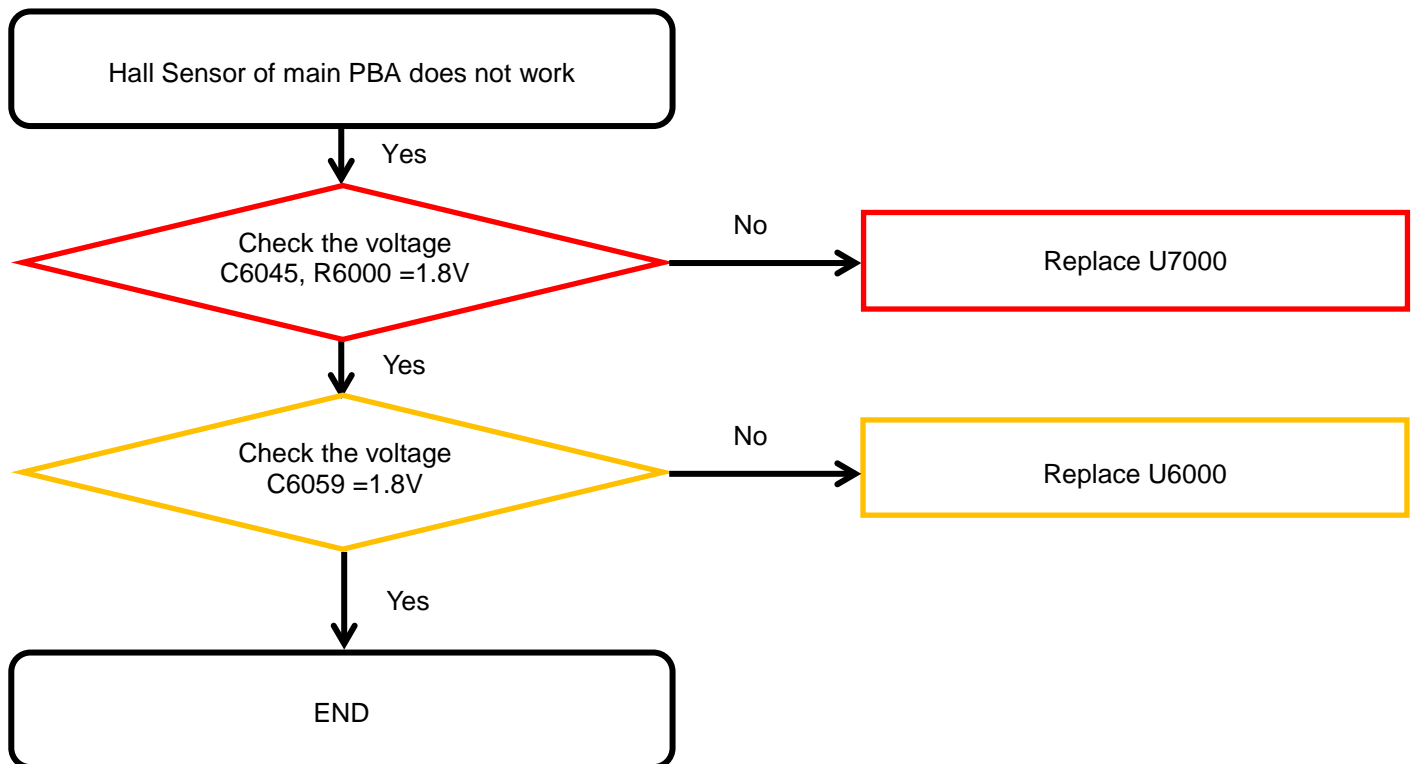 Hall Sensor of main PBA does not work
Yes
Check the voltage
C6045, R6000 =1.8V
No
Replace U7000
Yes
Check the voltage
C6059 =1.8V
No
Replace U6000
Yes
END